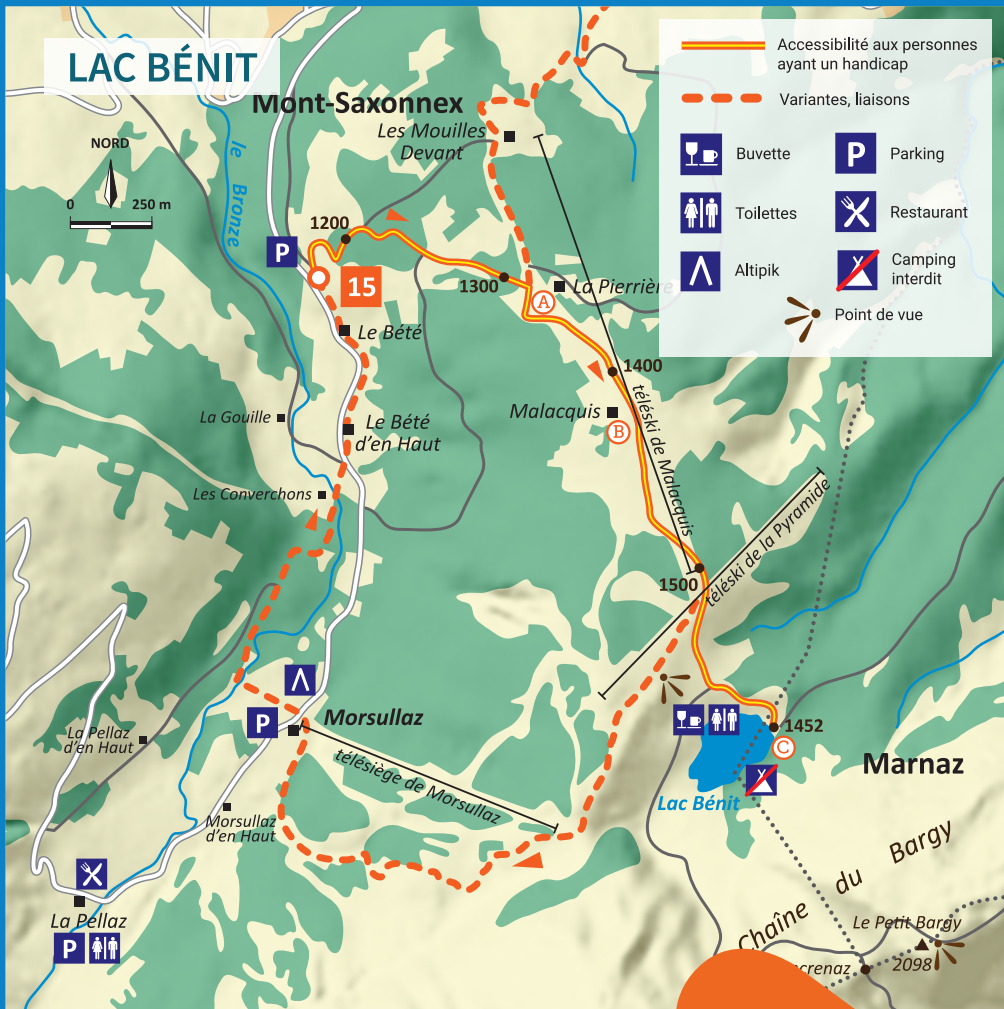 LAC BÉNIT
Accessibilité aux personnes
ayant un handicap
Variantes, liaisons
Buvette
P
Parking
Toilettes
Restaurant
Altipik
Camping
interdit
Point de vue
NORD
0 250 m
le Bronze
Mont-Saxonnex
Les Mouilles
Devant
1200
P
15
1300
A
La Pierrière
Le Bété
1400
La Gouille
Le Bété
d'en Haut
Malacquis
B
téléski de Malacquis
Les Converchons
téléski de la Pyramide
1500
La Pellaz
d'en Haut
P
Morsullaz
télésiège de Morsullaz
1452
C
Marnaz
Lac Bénit
Morsullaz
d'en Haut
Chaîne du Bargy
La Pellaz
P
Le Petit Bargy
2098